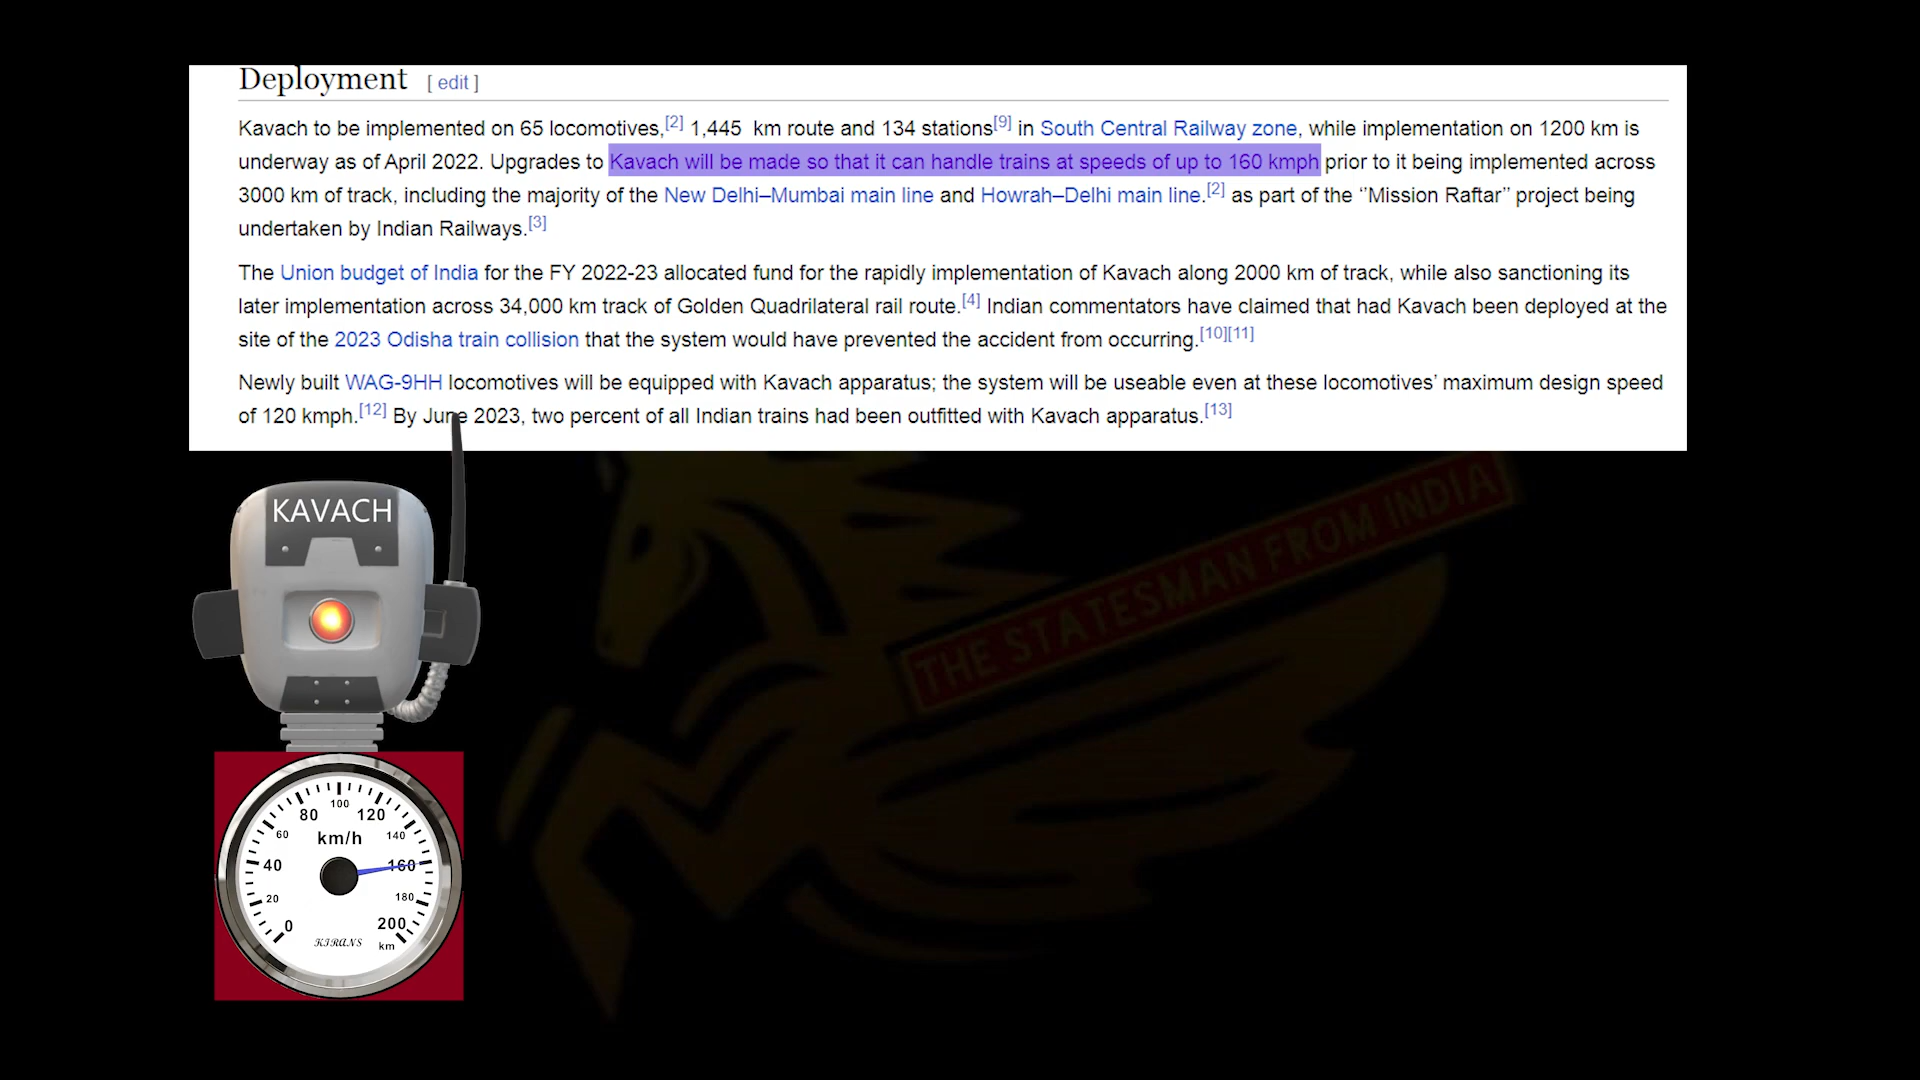 Deployment [ edit ]
Kavach to be implemented on 65 locomotives,[2] 1,445 km route and 134 stations[9] in South Central Railway zone, while implementation on 1200 km is
underway as of April 2022. Upgrades to Kavach will be made so that it can handle trains at speeds of up to 160 kmph prior to it being implemented across
3000 km of track, including the majority of the New Delhi–Mumbai main line and Howrah–Delhi main line.[2] as part of the ‘'Mission Raftar’' project being
undertaken by Indian Railways.[3]
The Union budget of India for the FY 2022-23 allocated fund for the rapidly implementation of Kavach along 2000 km of track, while also sanctioning its
later implementation across 34,000 km track of Golden Quadrilateral rail route.[4] Indian commentators have claimed that had Kavach been deployed at the
site of the 2023 Odisha train collision that the system would have prevented the accident from occurring.[10][11]
Newly built WAG-9HH locomotives will be equipped with Kavach apparatus; the system will be useable even at these locomotives’ maximum design speed
of 120 kmph.[12] By June 2023, two percent of all Indian trains had been outfitted with Kavach apparatus.[13]
KAVACH
THE STATESMAN FROM INDIA
100
80 120
60 km/h 140
40 160
20 180
0 200
KIRANS km